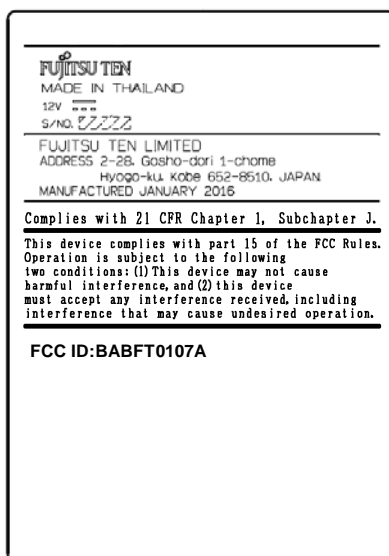 FUJITSU TEN
MADE IN THAILAND
12V
S/NO. ZZZZZ
FUJITSU TEN LIMITED
ADDRESS 2-28, Gosho-dori 1-chome
Hyogo-ku, Kobe 652-8510, JAPAN
MANUFACTURED JANUARY 2016
Complies with 21 CFR Chapter 1, Subchapter J.
This device complies with part 15 of the FCC Rules.
Operation is subject to the following
two conditions: (1) This device may not cause
harmful interference, and (2) this device
must accept any interference received, including
interference that may cause undesired operation.
FCC ID:BABFT0107A